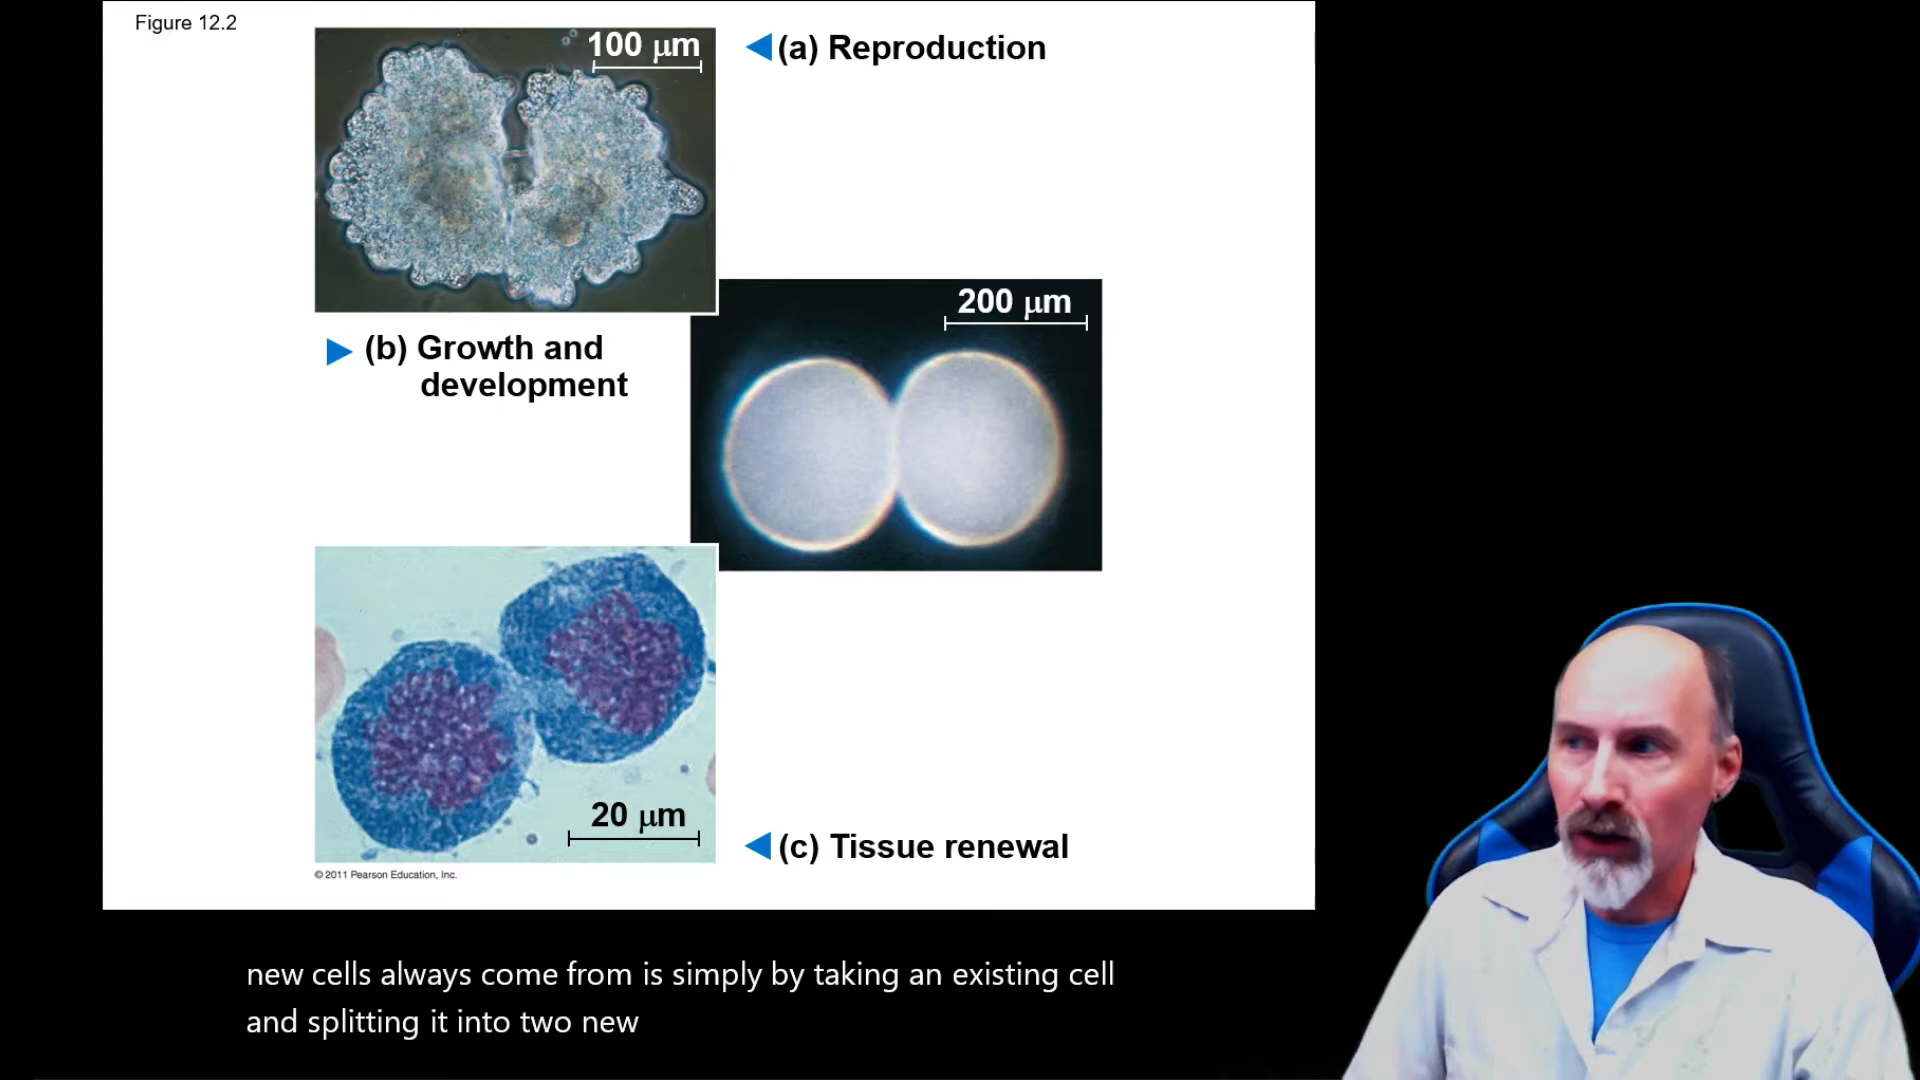 Figure 12.2
100 μm
(a) Reproduction
200 μm
(b) Growth and
development
20 μm
(c) Tissue renewal
© 2011 Pearson Education, Inc.
new cells always come from is simply by taking an existing cell
and splitting it into two new